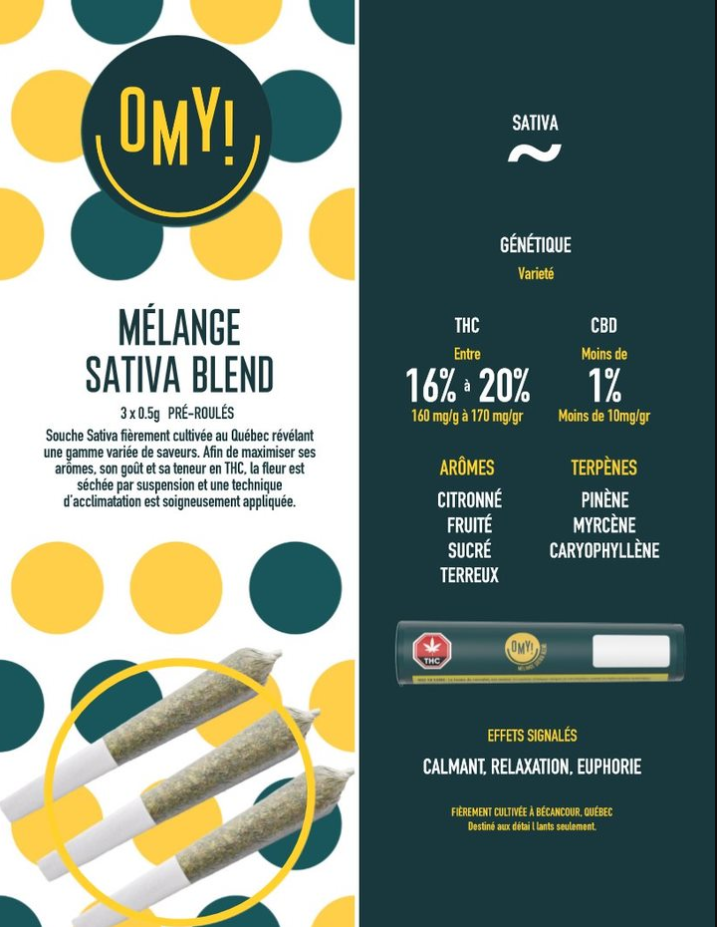 OMY!
MÉLANGE
SATIVA BLEND
3 x 0.5g PRÉ-ROULÉS
Souche Sativa fièrement cultivée au Québec révélant
une gamme variée de saveurs. Afin de maximiser ses
arômes, son goût et sa teneur en THC, la fleur est
séchée par suspension et une technique
d'acclimatation est soigneusement appliquée.
SATIVA
GÉNÉTIQUE
Varieté
THC
Entre
16% à 20%
160 mg/g à 170 mg/gr
CBD
Moins de
1%
Moins de 10mg/gr
ARÔMES
CITRONNÉ
FRUITÉ
SUCRÉ
TERREUX
TERPÈNES
PINÈNE
MYRCÈNE
CARYOPHYLLÈNE
THC
OMY!
EFFETS SIGNALÉS
CALMANT, RELAXATION, EUPHORIE
FIÈREMENT CULTIVÉE À BÉCANCOUR, QUÉBEC
Destiné aux détai l lants seulement.